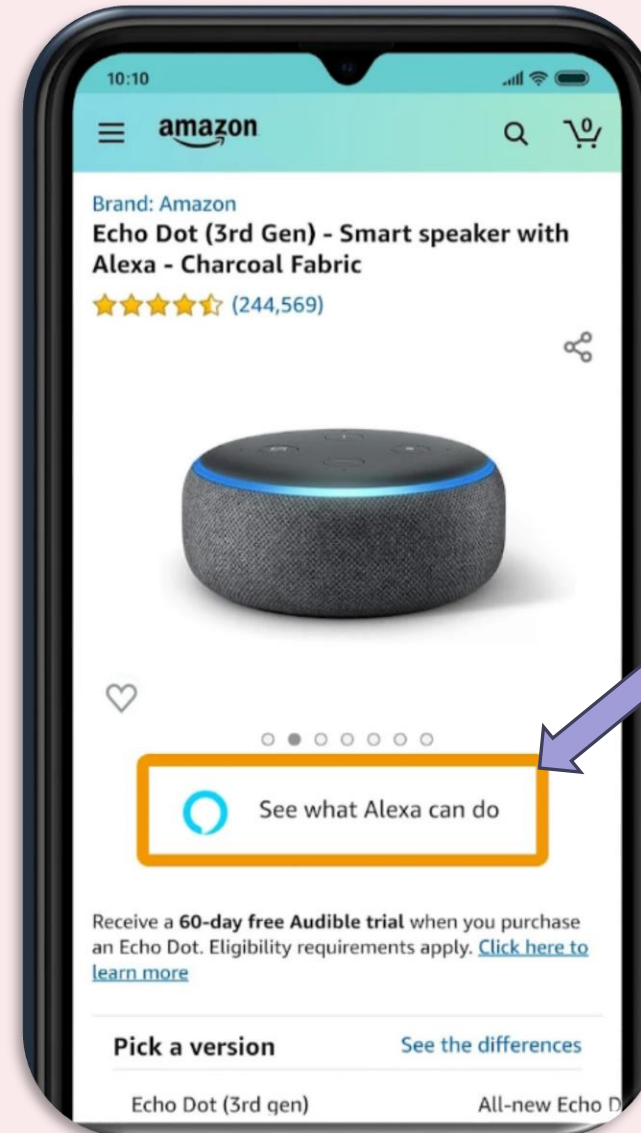 10:10
amazon
0
Brand: Amazon
Echo Dot (3rd Gen) - Smart speaker with
Alexa - Charcoal Fabric
(244,569)
See what Alexa can do
Receive a 60-day free Audible trial when you purchase
an Echo Dot. Eligibility requirements apply. Click here to
learn more
Pick a version
See the differences
Echo Dot (3rd gen)
All-new Echo D